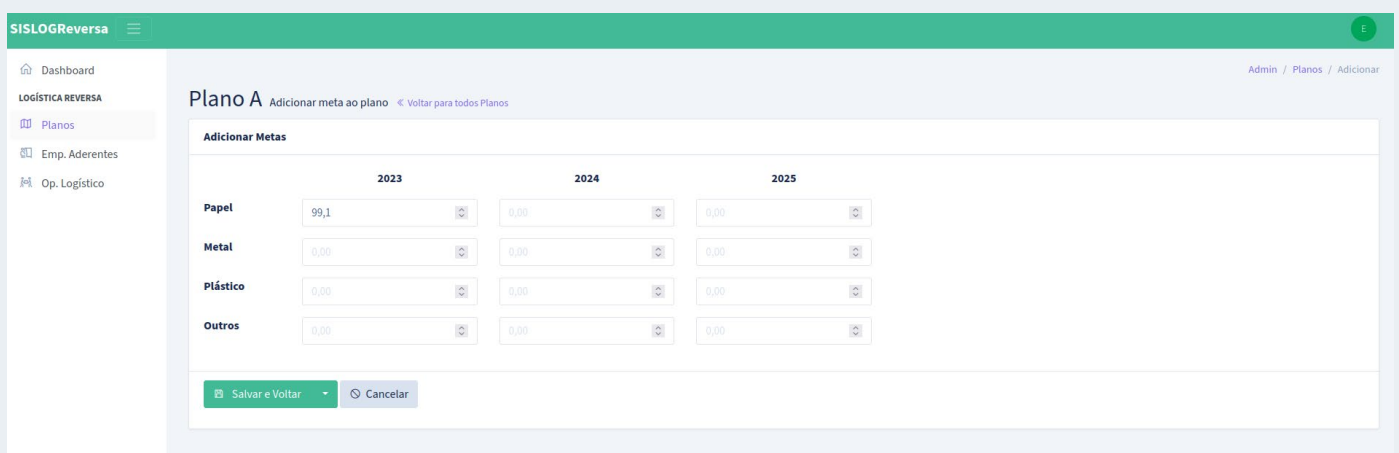 SISLOGReversa
E
Dashboard
LOGÍSTICA REVERSA
Planos
Emp. Aderentes
Op. Logístico
Admin / Planos / Adicionar
Plano A Adicionar meta ao plano « Voltar para todos Planos
Adicionar Metas
2023 2024 2025
Papel 99,1 0,00 0,00
Metal 0,00 0,00 0,00
Plástico 0,00 0,00 0,00
Outros 0,00 0,00 0,00
Salvar e Voltar Cancelar